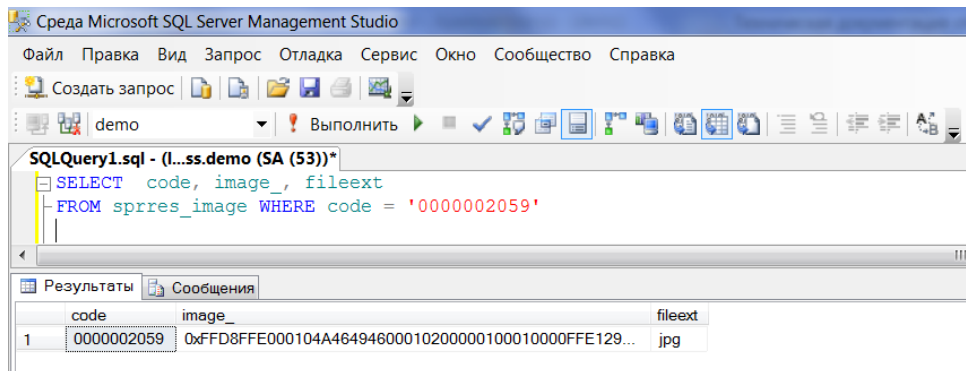 Среда Microsoft SQL Server Management Studio
Файл Правка Вид Запрос Отладка Сервис Окно Сообщество Справка
Создать запрос
demo Выполнить
SQLQuery1.sql - (l...ss.demo (SA (53))*
SELECT code, image_, fileext
FROM sprres_image WHERE code = '0000002059'
Результаты Сообщения
code image_ fileext
1 0000002059 0xFFD8FFE000104A46494600010200000100010000FFE129... jpg